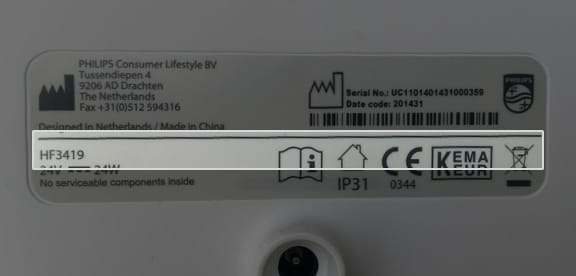 PHILIPS Consumer Lifestyle BV
Tussendiepen 4
9206 AD Drachten
The Netherlands
Fax +31(0)512 594316
Serial No.: UC1101401431000359
Date code: 201431
PHILIPS
Designed in Netherlands / Made in China
HF3419
24V ⎓ 24W
No serviceable components inside
IP31
CE
0344
KEMA
KEUR